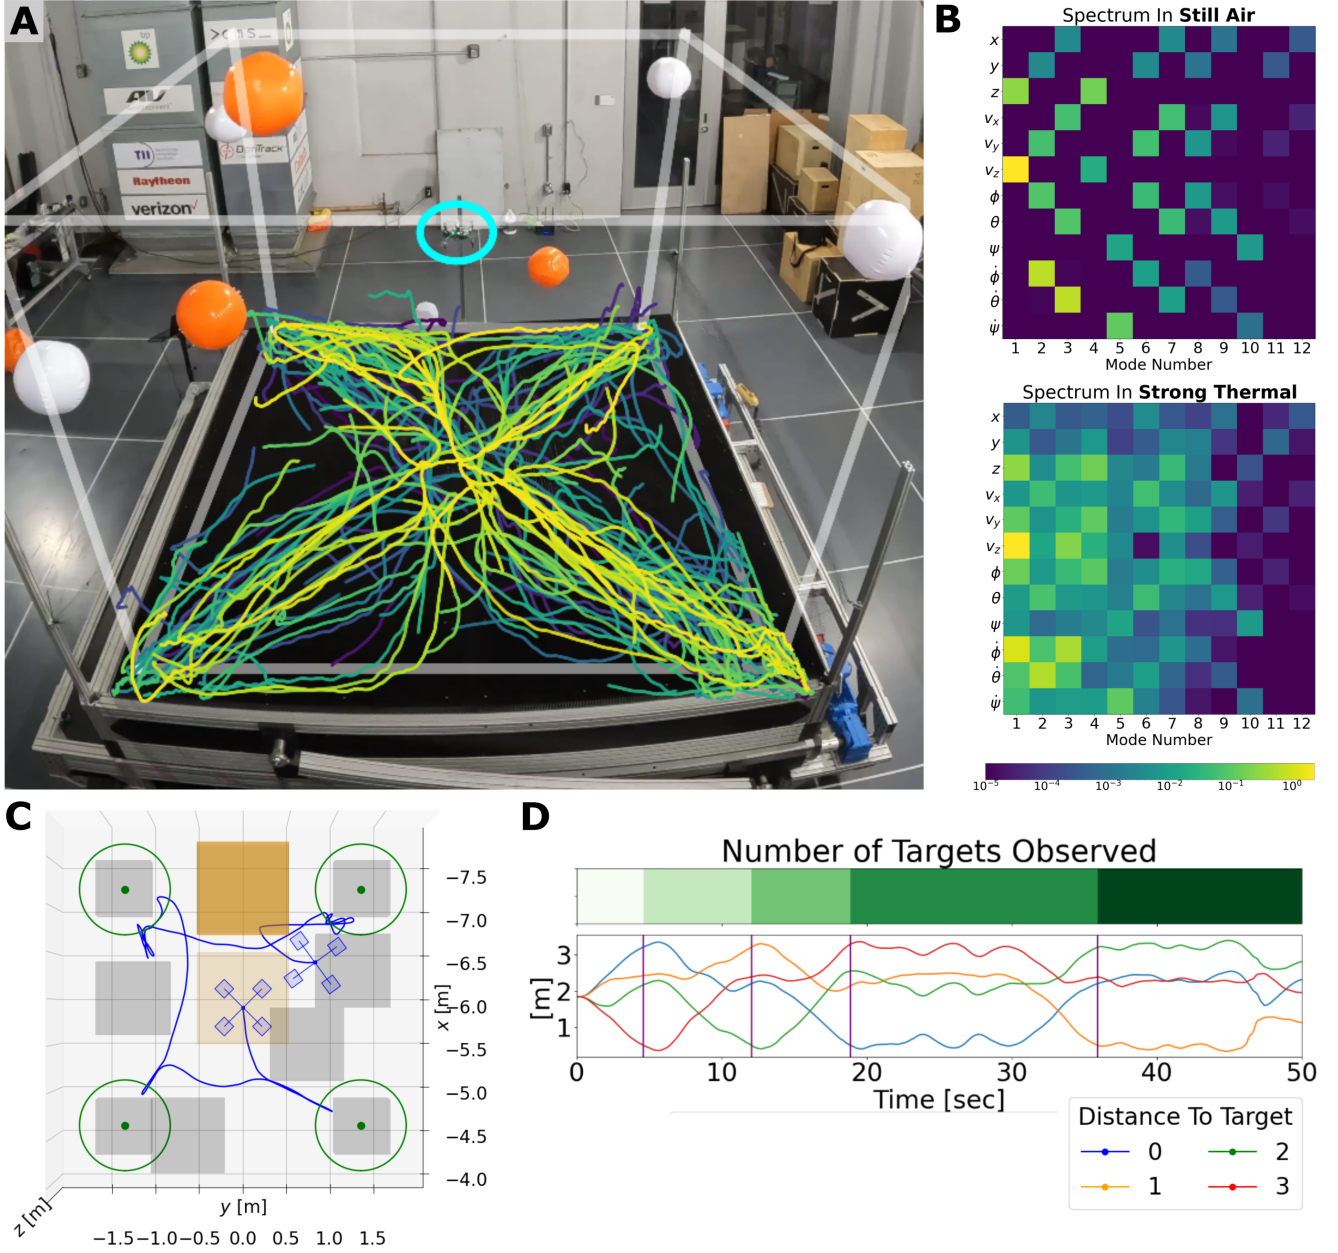 A
bp
>cms_
AV
TII
OptiTrack
Raytheon
verizon✓
B
Spectrum In Still Air
x
y
z
vx
vy
vz
ϕ
θ
ψ
ϕ̇
θ̇
ψ̇
1 2 3 4 5 6 7 8 9 10 11 12
Mode Number
Spectrum In Strong Thermal
x
y
z
vx
vy
vz
ϕ
θ
ψ
ϕ̇
θ̇
ψ̇
1 2 3 4 5 6 7 8 9 10 11 12
Mode Number
10⁻⁵ 10⁻⁴ 10⁻³ 10⁻² 10⁻¹ 10⁰
C
−7.5
−7.0
−6.5
−6.0
−5.5
−5.0
−4.5
−4.0
x [m]
y [m]
z [m]
−1.5 −1.0 −0.5 0.0 0.5 1.0 1.5
D
Number of Targets Observed
3
2
1
[m]
0 10 20 30 40 50
Time [sec]
Distance To Target
0 2
1 3